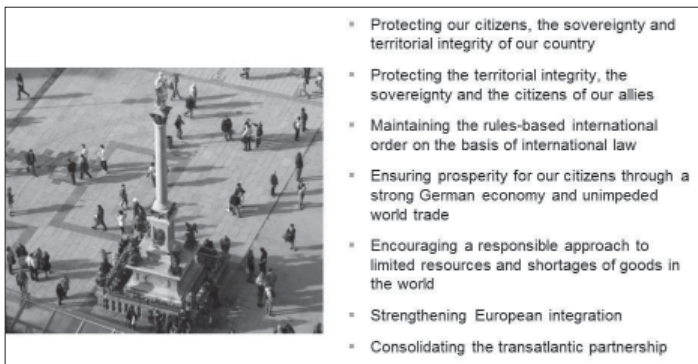 ▪ Protecting our citizens, the sovereignty and
territorial integrity of our country
▪ Protecting the territorial integrity, the
sovereignty and the citizens of our allies
▪ Maintaining the rules-based international
order on the basis of international law
▪ Ensuring prosperity for our citizens through a
strong German economy and unimpeded
world trade
▪ Encouraging a responsible approach to
limited resources and shortages of goods in
the world
▪ Strengthening European integration
▪ Consolidating the transatlantic partnership